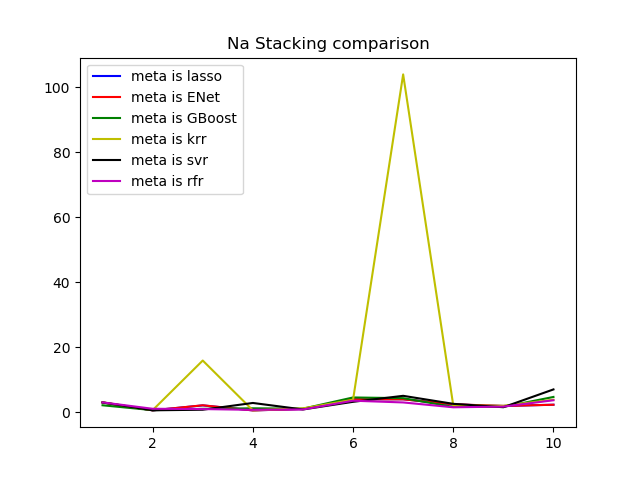 Na Stacking comparison
meta is lasso
meta is ENet
meta is GBoost
meta is krr
meta is svr
meta is rfr
100
80
60
40
20
0
2 4 6 8 10